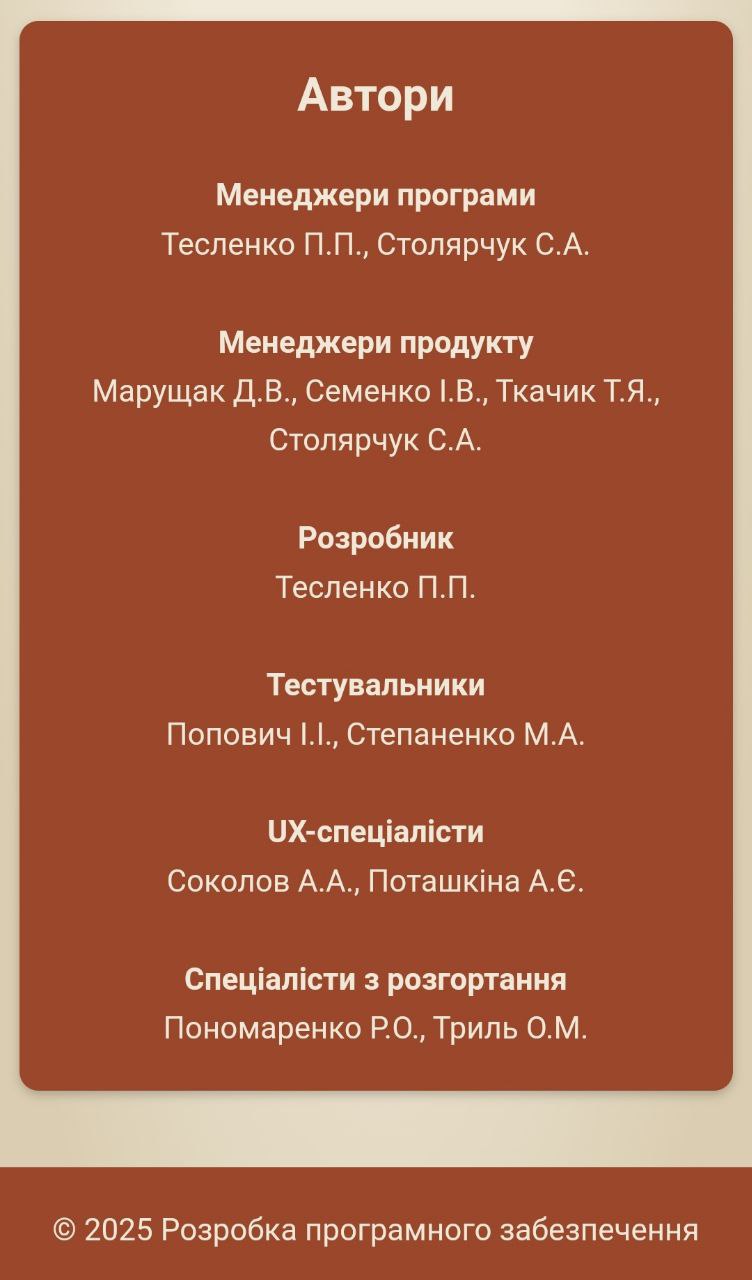 Автори
Менеджери програми
Тесленко П.П., Столярчук С.А.
Менеджери продукту
Марущак Д.В., Семенко І.В., Ткачик Т.Я.,
Столярчук С.А.
Розробник
Тесленко П.П.
Тестувальники
Попович І.І., Степаненко М.А.
UX-спеціалісти
Соколов А.А., Поташкіна А.Є.
Спеціалісти з розгортання
Пономаренко Р.О., Триль О.М.
© 2025 Розробка програмного забезпечення